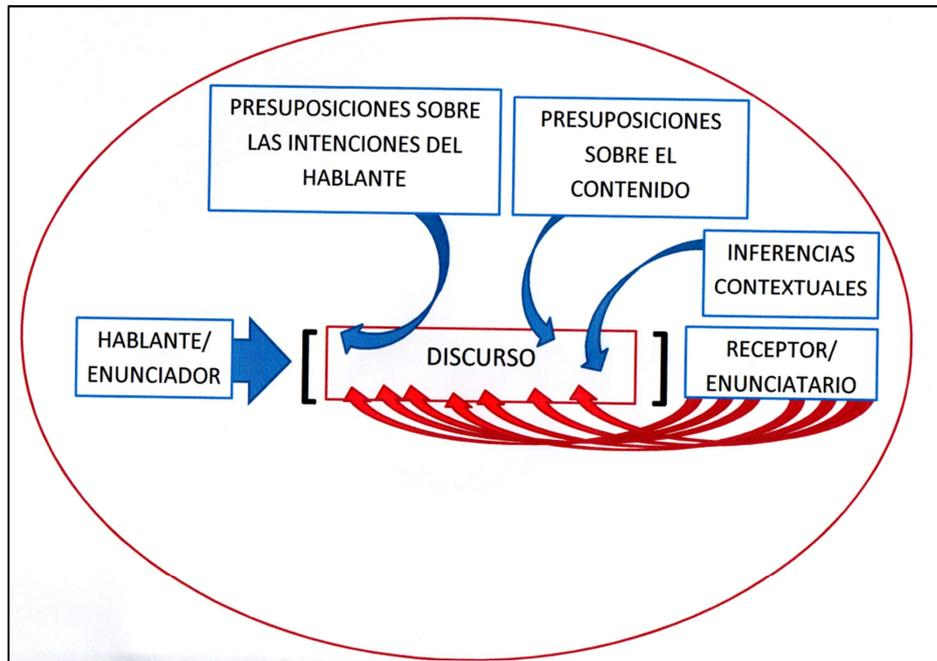 PRESUPOSICIONES SOBRE
LAS INTENCIONES DEL
HABLANTE
PRESUPOSICIONES
SOBRE EL
CONTENIDO
INFERENCIAS
CONTEXTUALES
HABLANTE/
ENUNCIADOR
[
DISCURSO
]
RECEPTOR/
ENUNCIATARIO